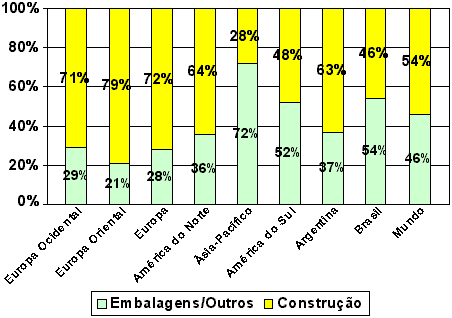 100%
80%
60%
40%
20%
0%
71%
79%
72%
64%
28%
48%
63%
46%
54%
29%
21%
28%
36%
72%
52%
37%
54%
46%
Europa Ocidental
Europa Oriental
Europa
América do Norte
Àsia-Pacífico
América do Sul
Argentina
Brasil
Mundo
Embalagens/Outros
Construção